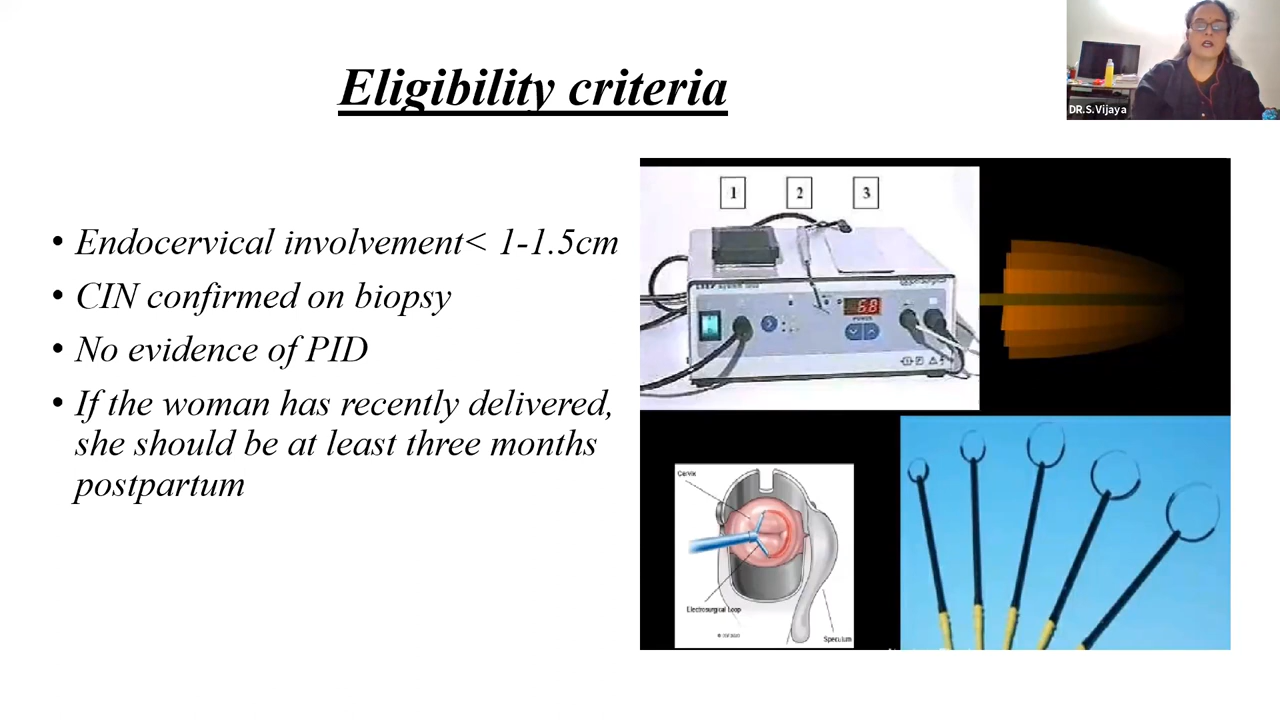 Eligibility criteria
DR.S.Vijaya
• Endocervical involvement< 1-1.5cm
• CIN confirmed on biopsy
• No evidence of PID
• If the woman has recently delivered,
she should be at least three months
postpartum
1 2 3
68
POWER
Cervix
Electrosurgical Loop
Speculum